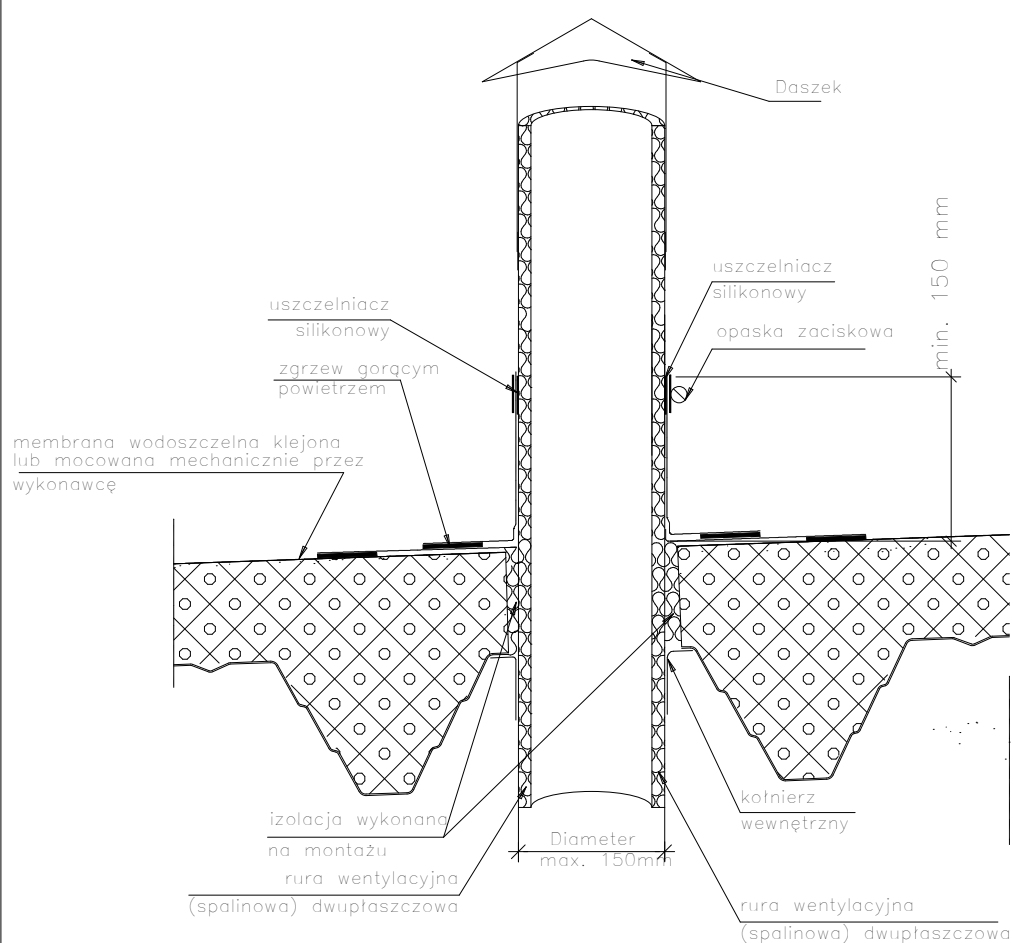 Daszek
min. 150 mm
uszczelniacz
silikonowy
opaska zaciskowa
uszczelniacz
silikonowy
zgrzew gorącym
powietrzem
membrana wodoszczelna klejona
lub mocowana mechanicznie przez
wykonawcę
izolacja wykonana
na montażu
Diameter
max. 150mm
kołnierz
wewnętrzny
rura wentylacyjna
(spalinowa) dwupłaszczowa
rura wentylacyjna
(spalinowa) dwupłaszczowa